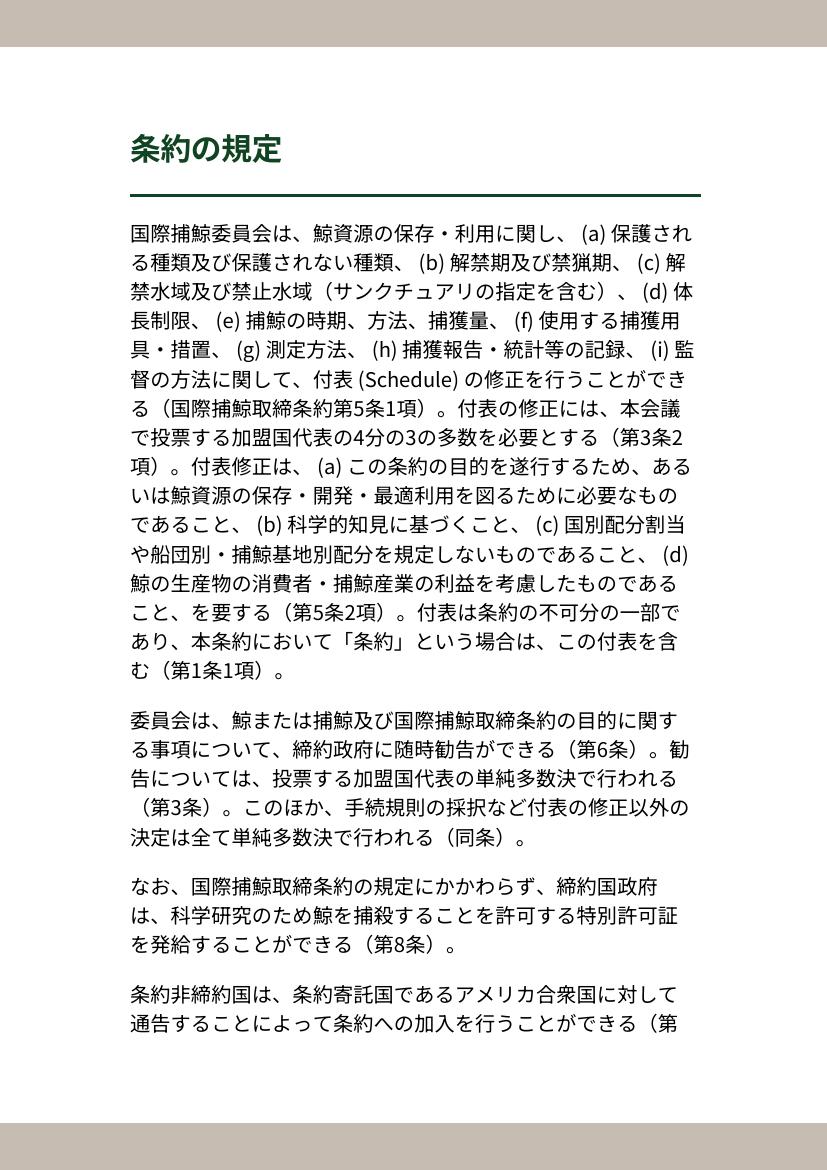 条約の規定
国際捕鯨委員会は、鯨資源の保存・利用に関し、 (a) 保護され
る種類及び保護されない種類、 (b) 解禁期及び禁猟期、 (c) 解
禁水域及び禁止水域（サンクチュアリの指定を含む）、 (d) 体
長制限、 (e) 捕鯨の時期、方法、捕獲量、 (f) 使用する捕獲用
具・措置、 (g) 測定方法、 (h) 捕獲報告・統計等の記録、 (i) 監
督の方法に関して、付表 (Schedule) の修正を行うことができ
る（国際捕鯨取締条約第5条1項）。付表の修正には、本会議
で投票する加盟国代表の4分の3の多数を必要とする（第3条2
項）。付表修正は、 (a) この条約の目的を遂行するため、ある
いは鯨資源の保存・開発・最適利用を図るために必要なもの
であること、 (b) 科学的知見に基づくこと、 (c) 国別配分割当
や船団別・捕鯨基地別配分を規定しないものであること、 (d)
鯨の生産物の消費者・捕鯨産業の利益を考慮したものである
こと、を要する（第5条2項）。付表は条約の不可分の一部で
あり、本条約において「条約」という場合は、この付表を含
む（第1条1項）。
委員会は、鯨または捕鯨及び国際捕鯨取締条約の目的に関す
る事項について、締約政府に随時勧告ができる（第6条）。勧
告については、投票する加盟国代表の単純多数決で行われる
（第3条）。このほか、手続規則の採択など付表の修正以外の
決定は全て単純多数決で行われる（同条）。
なお、国際捕鯨取締条約の規定にかかわらず、締約国政府
は、科学研究のため鯨を捕殺することを許可する特別許可証
を発給することができる（第8条）。
条約非締約国は、条約寄託国であるアメリカ合衆国に対して
通告することによって条約への加入を行うことができる（第